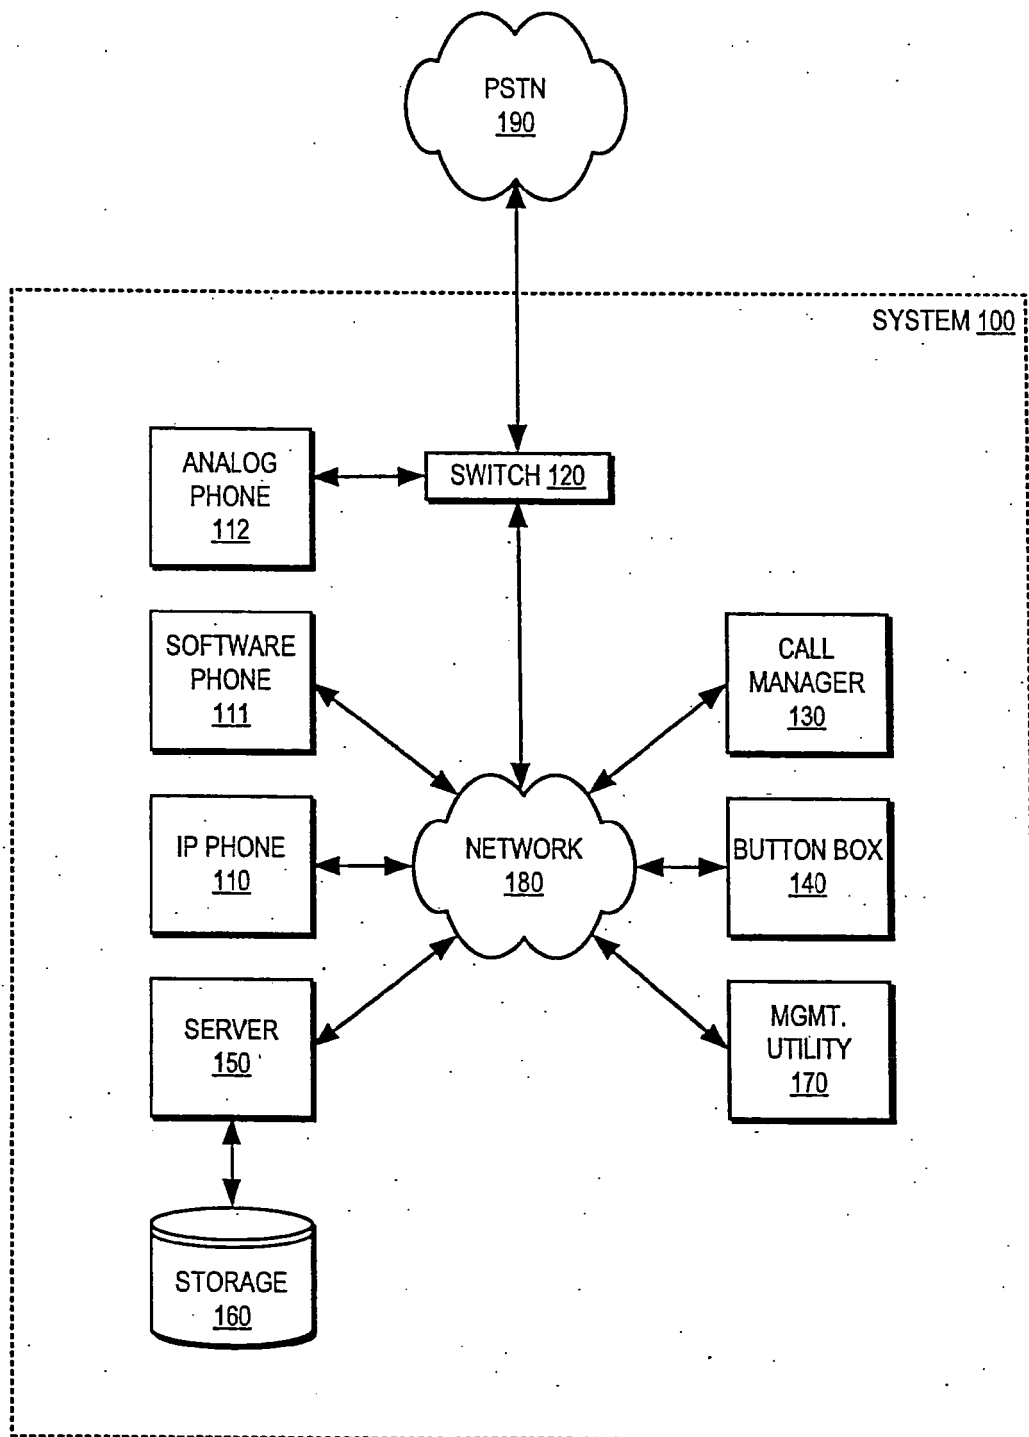 PSTN
190
SYSTEM 100
ANALOG
PHONE
112
SWITCH 120
SOFTWARE
PHONE
111
CALL
MANAGER
130
IP PHONE
110
NETWORK
180
BUTTON BOX
140
SERVER
150
MGMT.
UTILITY
170
STORAGE
160